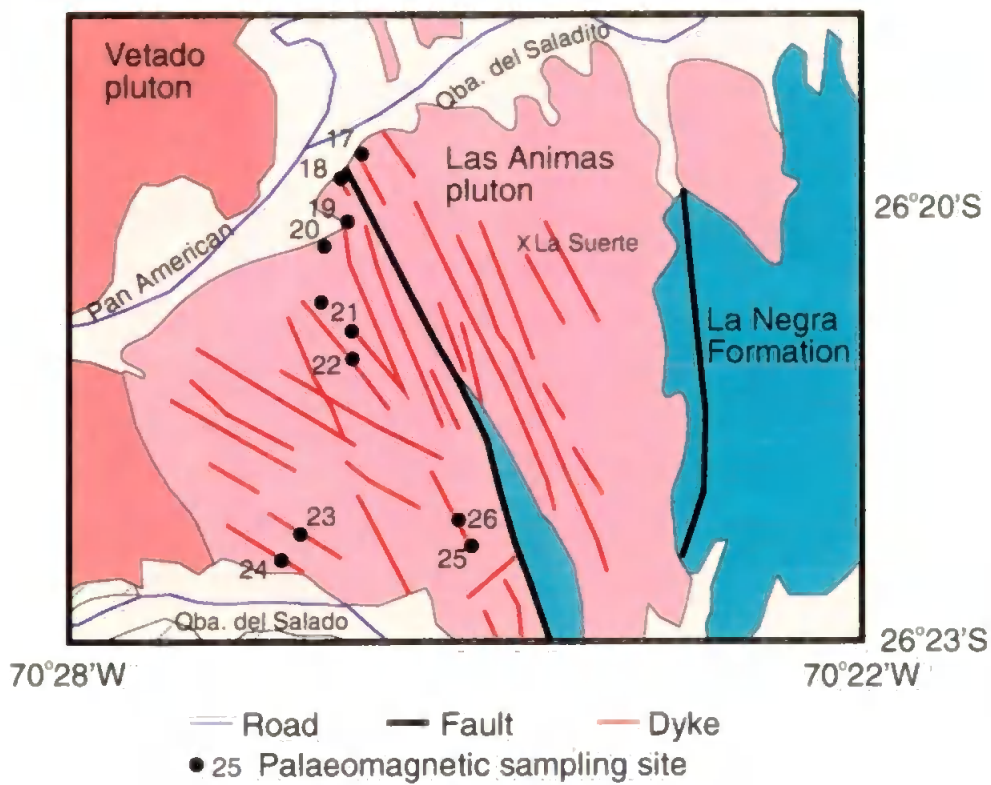 Vetado
pluton
Qba. del Saladito
17
Las Animas
pluton
18
26°20'S
19
20
x La Suerte
Pan American
21
La Negra
Formation
22
23
26
25
24
Qba. del Salado
26°23'S
70°28'W
70°22'W
Road
Fault
Dyke
25 Palaeomagnetic sampling site